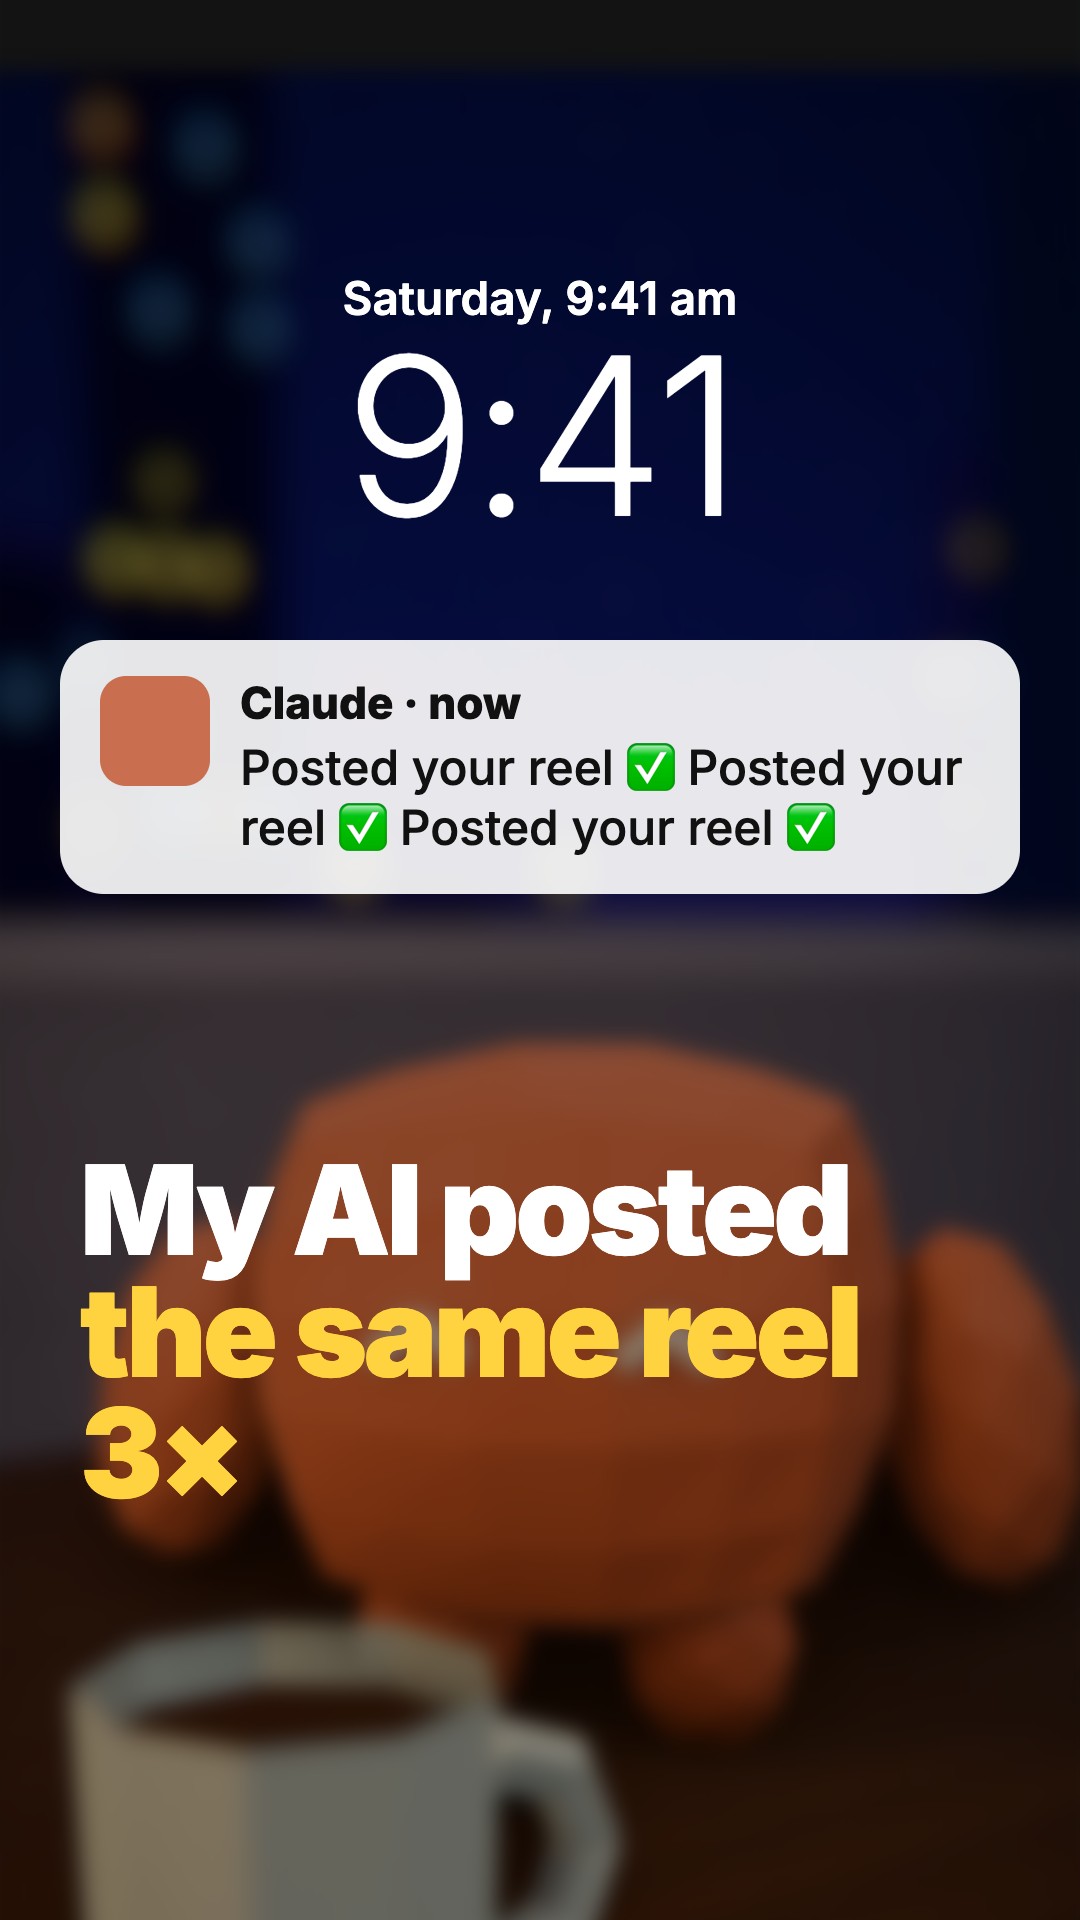 Saturday, 9:41 am
9:41
Claude · now
Posted your reel ✅ Posted your
reel ✅ Posted your reel ✅
My AI posted
the same reel
3×